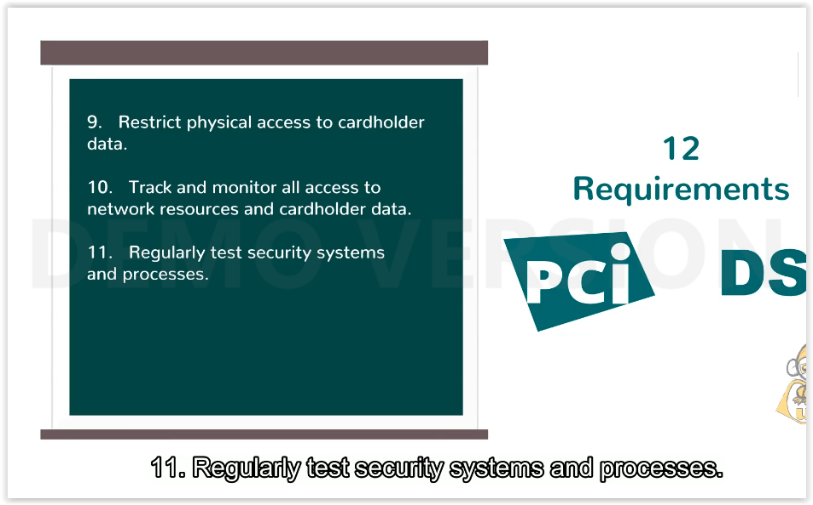 9. Restrict physical access to cardholder
data.
10. Track and monitor all access to
network resources and cardholder data.
11. Regularly test security systems
and processes.
12
Requirements
PCi DS
DEMO VERSION
11. Regularly test security systems and processes.